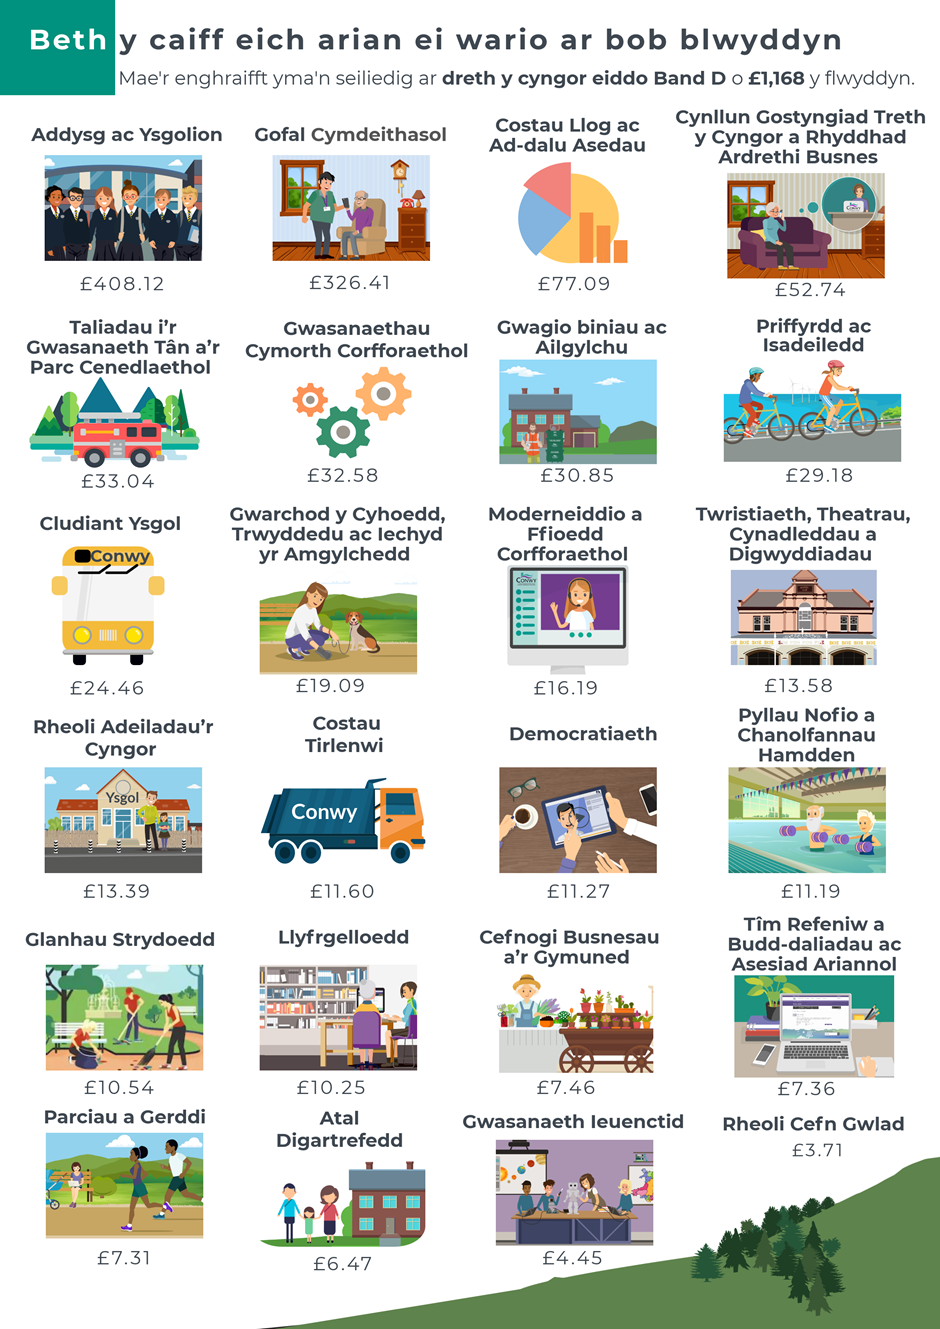 Beth y caiff eich arian ei wario ar bob blwyddyn
Mae'r enghraifft yma'n seiliedig ar dreth y cyngor eiddo Band D o £1,168 y flwyddyn.
Addysg ac Ysgolion
£408.12
Gofal Cymdeithasol
£326.41
Costau Llog ac
Ad-dalu Asedau
£77.09
Cynllun Gostyngiad Treth
y Cyngor a Rhyddhad
Ardrethi Busnes
£52.74
Taliadau i'r
Gwasanaeth Tân a'r
Parc Cenedlaethol
£33.04
Gwasanaethau
Cymorth Corfforaethol
£32.58
Gwagio biniau ac
Ailgylchu
£30.85
Priffyrdd ac
Isadeiledd
£29.18
Cludiant Ysgol
Conwy
£24.46
Gwarchod y Cyhoedd,
Trwyddedu ac Iechyd
yr Amgylchedd
£19.09
Moderneiddio a
Ffioedd
Corfforaethol
CONWY
£16.19
Twristiaeth, Theatrau,
Cynadleddau a
Digwyddiadau
£13.58
Rheoli Adeiladau'r
Cyngor
Ysgol
£13.39
Costau
Tirlenwi
Conwy
£11.60
Democratiaeth
£11.27
Pyllau Nofio a
Chanolfannau
Hamdden
£11.19
Glanhau Strydoedd
£10.54
Llyfrgelloedd
£10.25
Cefnogi Busnesau
a'r Gymuned
£7.46
Tîm Refeniw a
Budd-daliadau ac
Asesiad Ariannol
£7.36
Parciau a Gerddi
£7.31
Atal
Digartrefedd
£6.47
Gwasanaeth Ieuenctid
£4.45
Rheoli Cefn Gwlad
£3.71